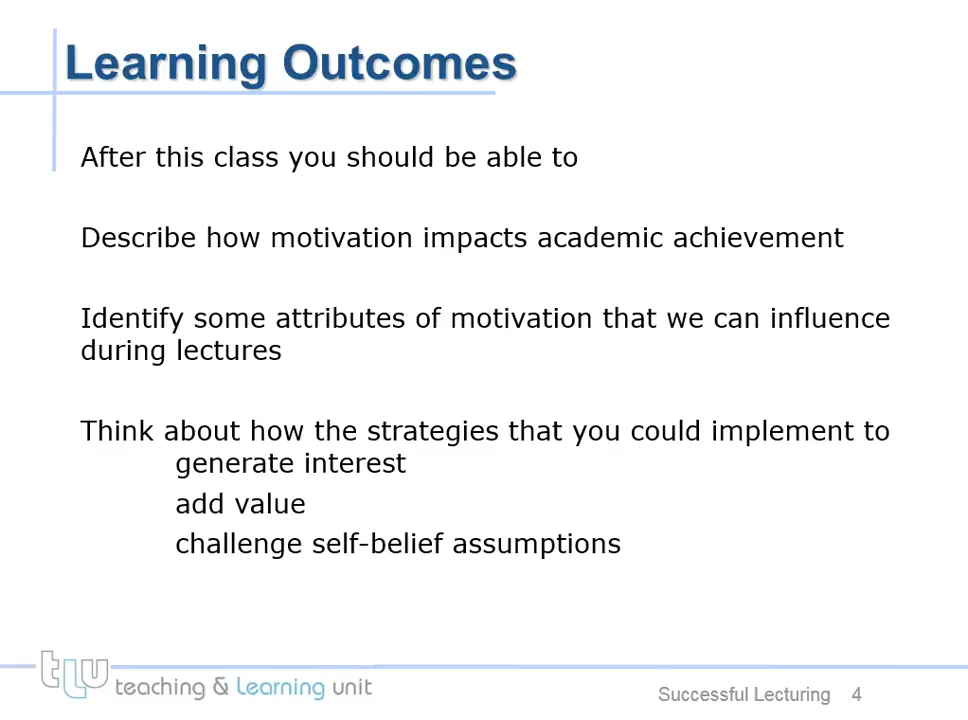 Learning Outcomes
After this class you should be able to
Describe how motivation impacts academic achievement
Identify some attributes of motivation that we can influence
during lectures
Think about how the strategies that you could implement to
generate interest
add value
challenge self-belief assumptions
tLU teaching & Learning unit
Successful Lecturing 4